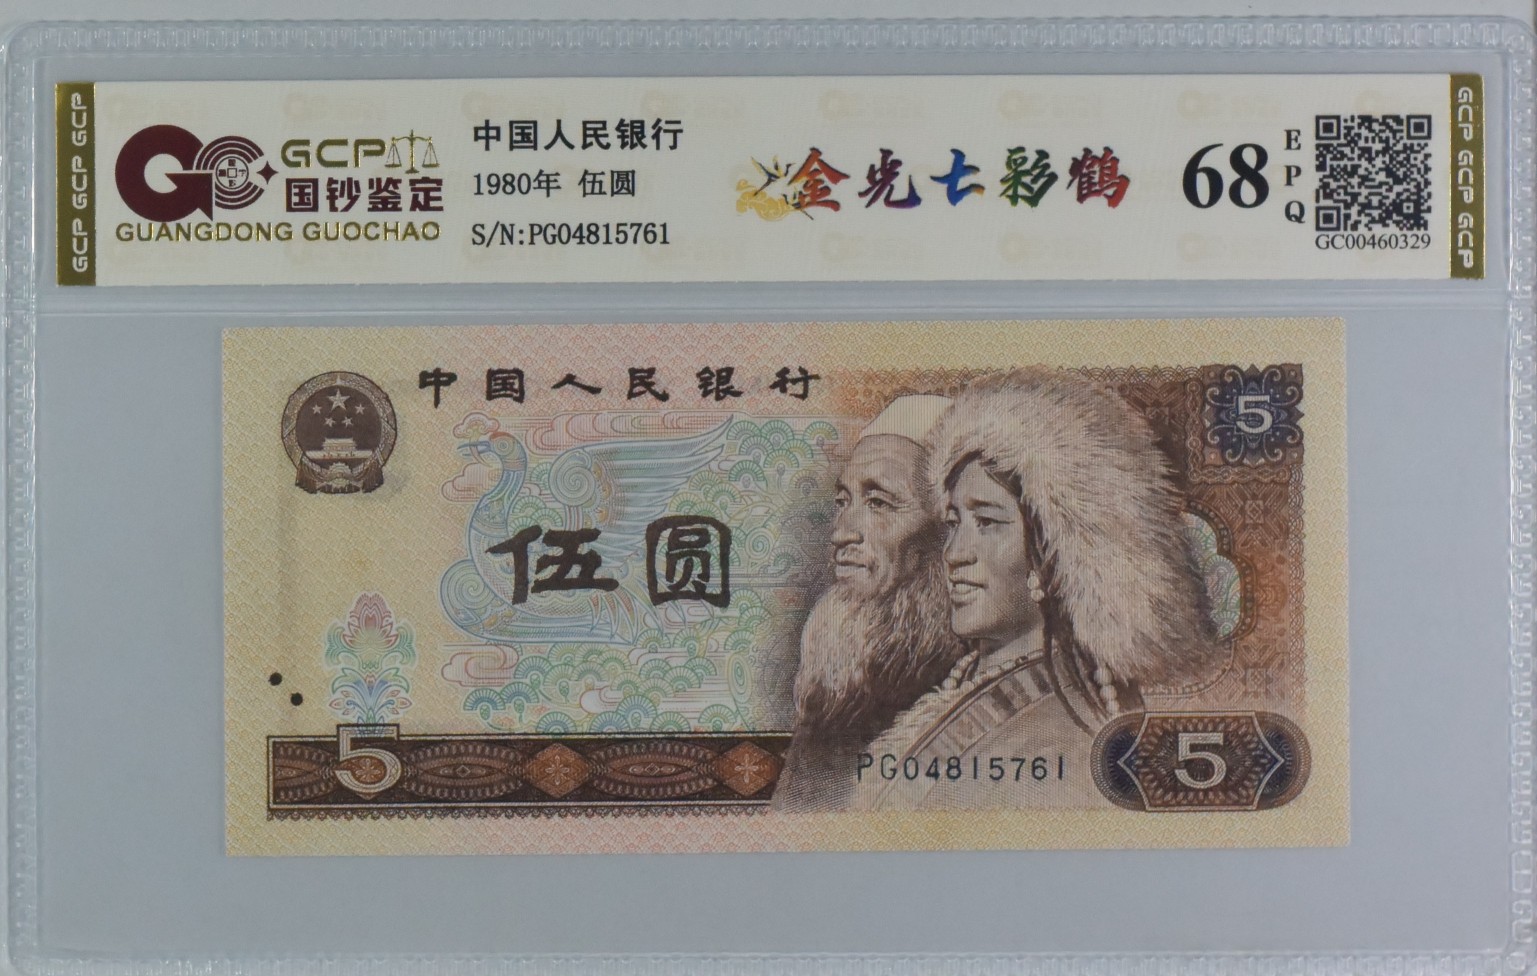 GCP GCP GCP
GCP
国钞鉴定
GUANGDONG GUOCHAO
中国人民银行
1980年 伍圆
S/N:PG04815761
金光七彩鹤
68
EPQ
GC00460329
GCP GCP GCP
中国人民银行
5
伍圆
5
PG04815761
5